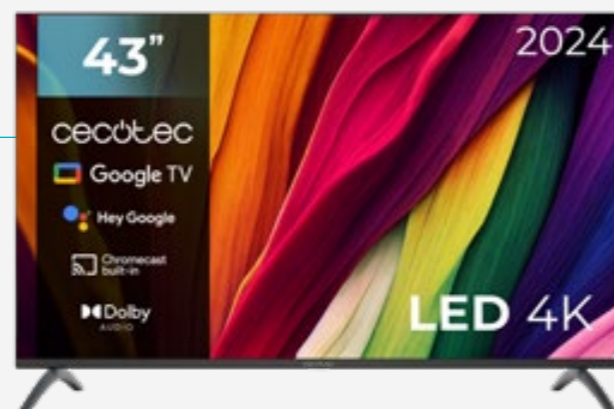 43”
2024
cecotec
Google TV
Hey Google
Chromecast
built-in
Dolby
AUDIO
LED 4K